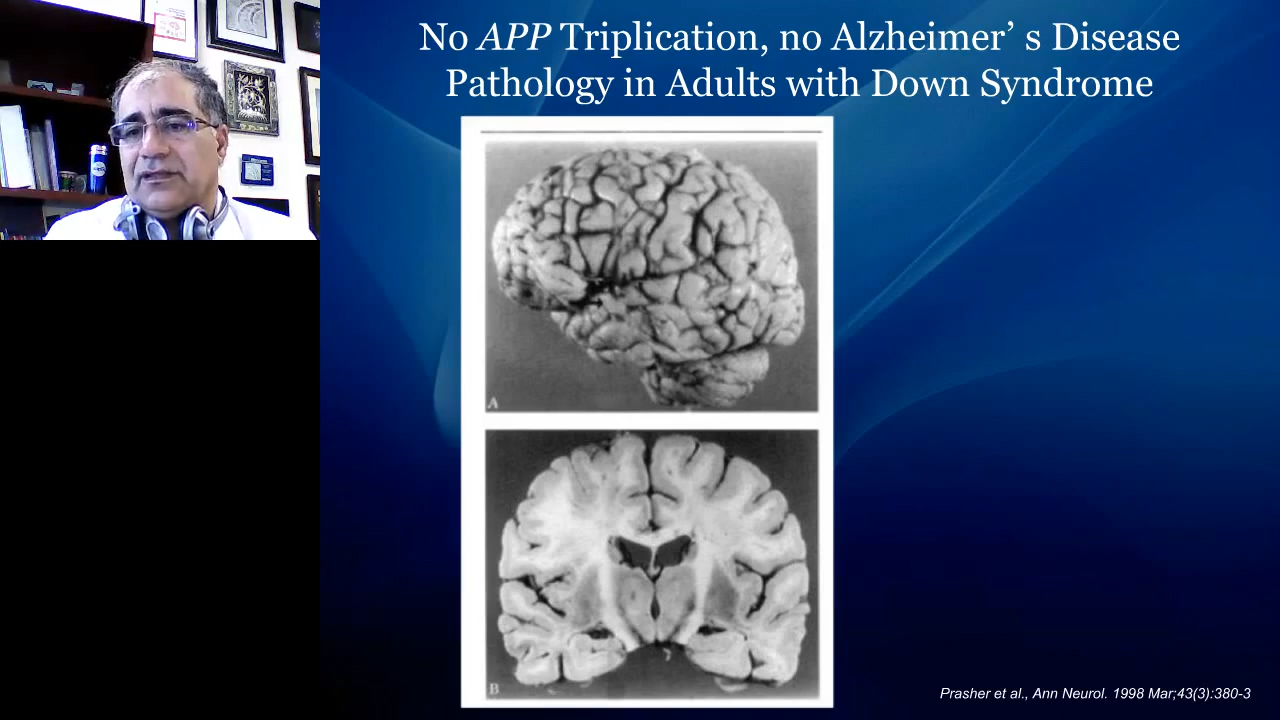 No APP Triplication, no Alzheimer’ s Disease
Pathology in Adults with Down Syndrome
A
B
Prasher et al., Ann Neurol. 1998 Mar;43(3):380-3